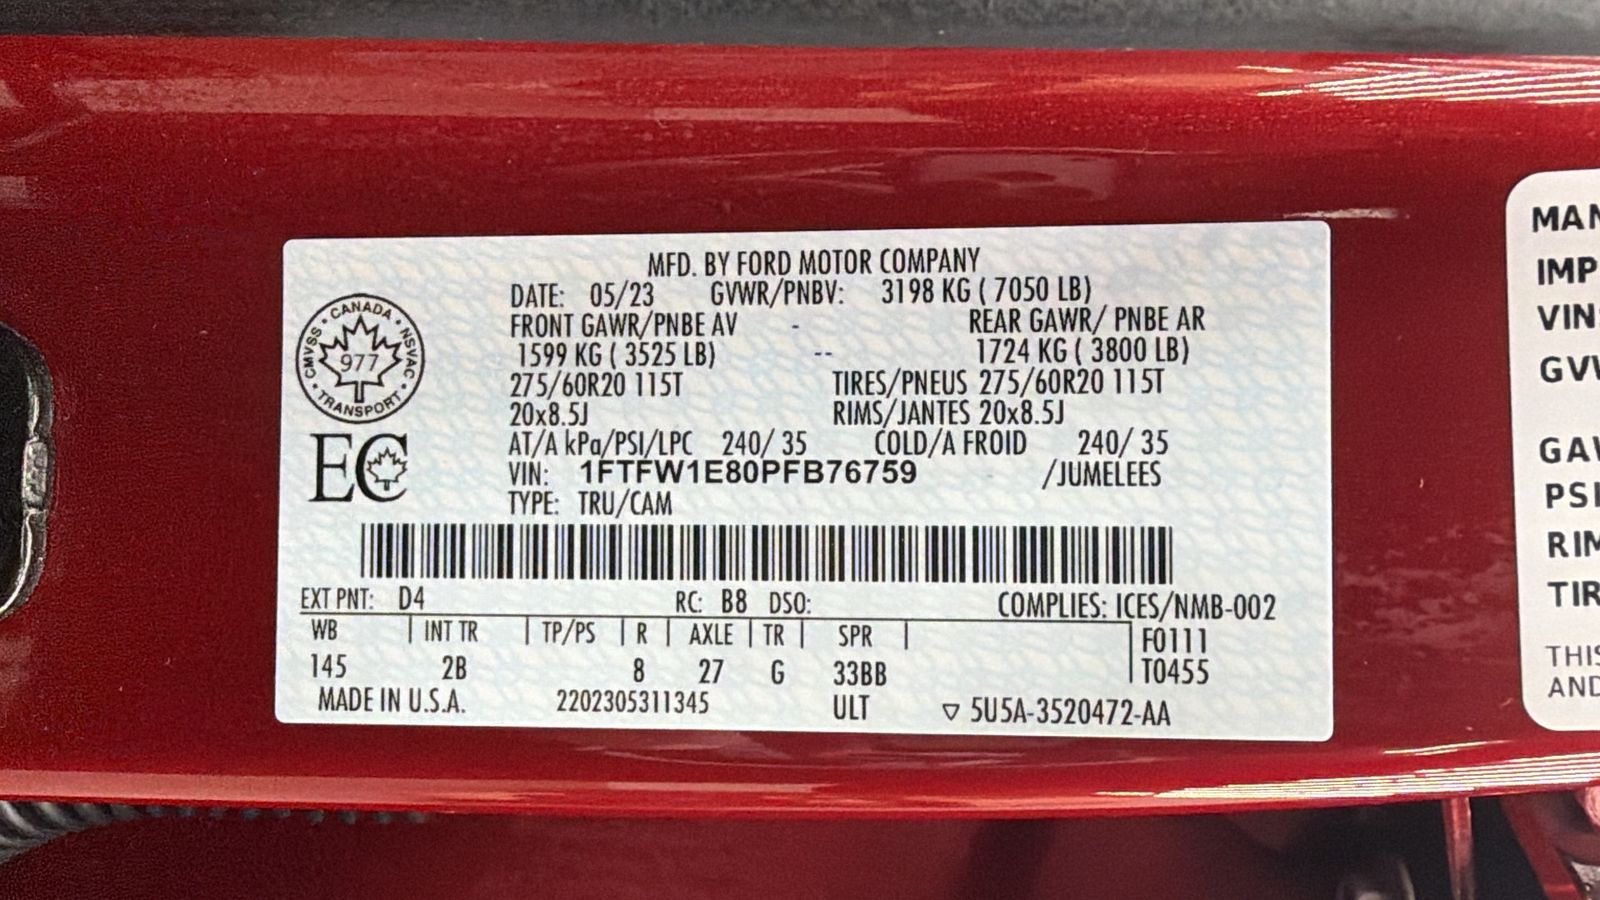 MFD. BY FORD MOTOR COMPANY
DATE: 05/23 GVWR/PNBV: 3198 KG ( 7050 LB)
FRONT GAWR/PNBE AV - REAR GAWR/ PNBE AR
1599 KG ( 3525 LB) -- 1724 KG ( 3800 LB)
275/60R20 115T TIRES/PNEUS 275/60R20 115T
20x8.5J RIMS/JANTES 20x8.5J
AT/A kPa/PSI/LPC 240/ 35 COLD/A FROID 240/ 35
VIN: 1FTFW1E80PFB76759 /JUMELEES
TYPE: TRU/CAM
CANADA • NSVAC • TRANSPORT • CMVSS •
977
EC
EXT PNT: D4 RC: B8 DSO: COMPLIES: ICES/NMB-002
WB | INT TR | TP/PS | R | AXLE | TR | SPR | F0111
145 2B 8 27 G 33BB T0455
MADE IN U.S.A. 2202305311345 ULT ▽ 5U5A-3520472-AA
MAN
IMP
VIN:
GVW
GAW
PSI
RIM
TIR
THIS
AND